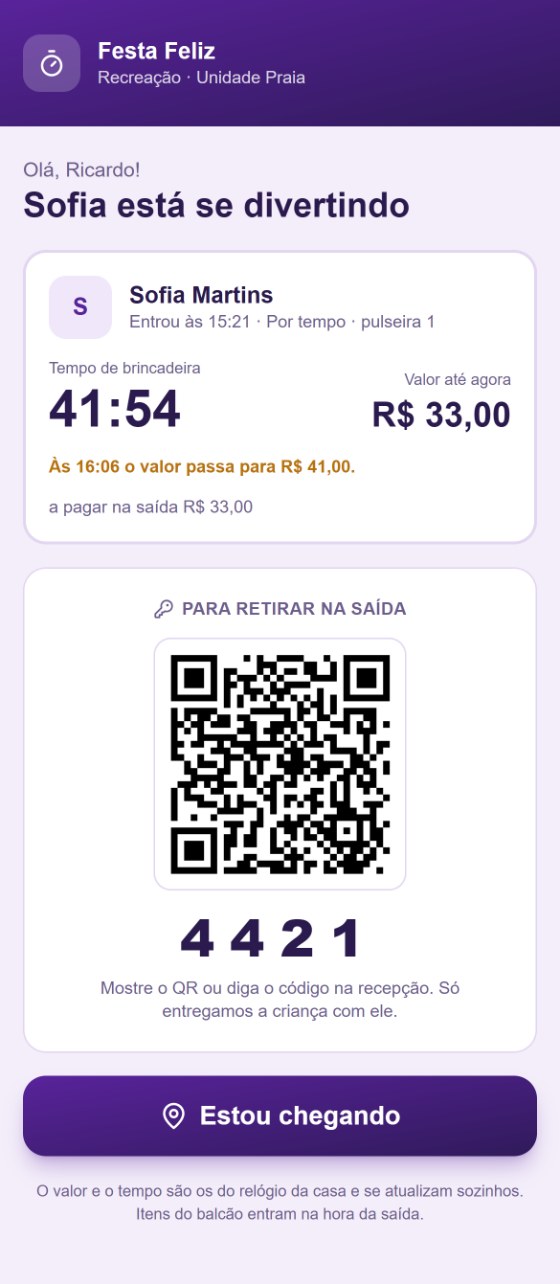 Festa Feliz
Recreação · Unidade Praia
Olá, Ricardo!
Sofia está se divertindo
S
Sofia Martins
Entrou às 15:21 · Por tempo · pulseira 1
Tempo de brincadeira
41:54
Valor até agora
R$ 33,00
Às 16:06 o valor passa para R$ 41,00.
a pagar na saída R$ 33,00
PARA RETIRAR NA SAÍDA
4421
Mostre o QR ou diga o código na recepção. Só
entregamos a criança com ele.
Estou chegando
O valor e o tempo são os do relógio da casa e se atualizam sozinhos.
Itens do balcão entram na hora da saída.